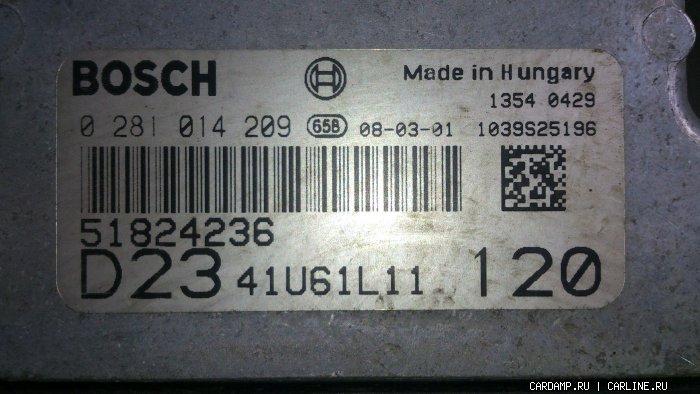 BOSCH
Made in Hungary
1354 0429
0 281 014 209 65B 08-03-01 1039S25196
51824236
D23 41U61L11 120
CARDAMP.RU | CARLINE.RU